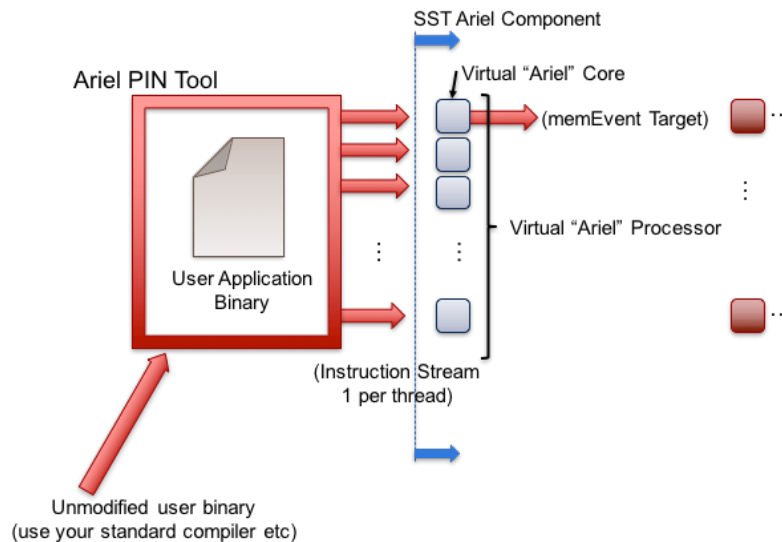 SST Ariel Component
Ariel PIN Tool
Virtual “Ariel” Core
(memEvent Target)
Virtual “Ariel” Processor
User Application
Binary
(Instruction Stream
1 per thread)
Unmodified user binary
(use your standard compiler etc)